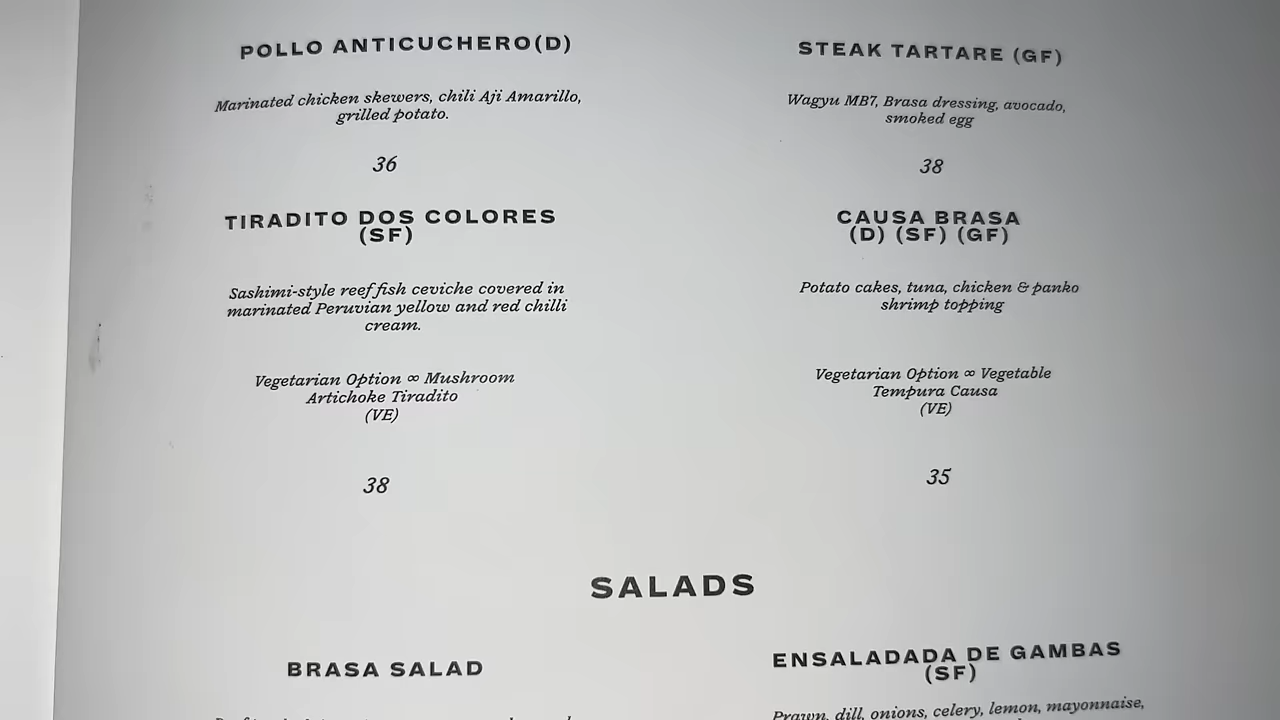 POLLO ANTICUCHERO(D)
Marinated chicken skewers, chili Aji Amarillo,
grilled potato.
36
STEAK TARTARE (GF)
Wagyu MB7, Brasa dressing, avocado,
smoked egg
38
TIRADITO DOS COLORES
(SF)
Sashimi-style reef fish ceviche covered in
marinated Peruvian yellow and red chilli
cream.
Vegetarian Option ∞ Mushroom
Artichoke Tiradito
(VE)
38
CAUSA BRASA
(D) (SF) (GF)
Potato cakes, tuna, chicken & panko
shrimp topping
Vegetarian Option ∞ Vegetable
Tempura Causa
(VE)
35
SALADS
BRASA SALAD
ENSALADADA DE GAMBAS
(SF)
Prawn, dill, onions, celery, lemon, mayonnaise,